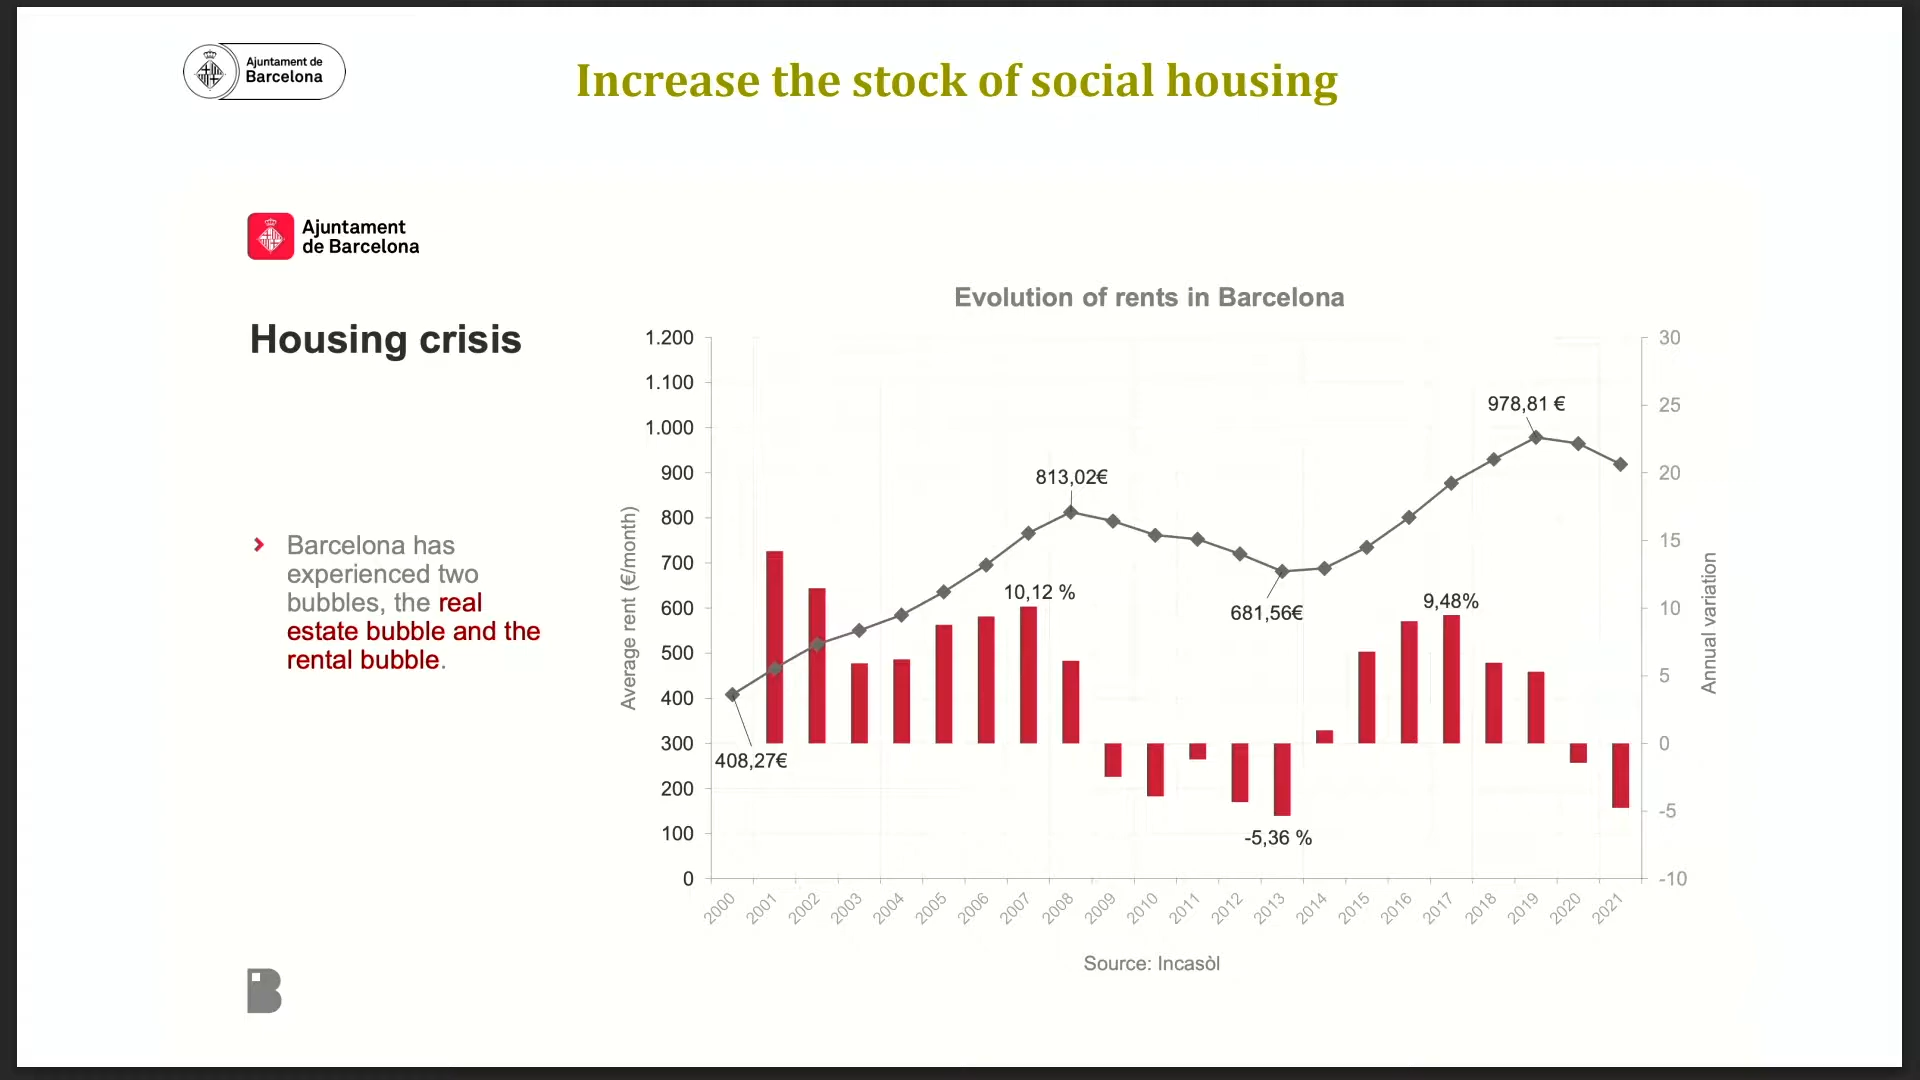 Ajuntament de
Barcelona
Increase the stock of social housing
Ajuntament
de Barcelona
Housing crisis
Barcelona has
experienced two
bubbles, the real
estate bubble and the
rental bubble.
Evolution of rents in Barcelona
Average rent (€/month)
1.200
1.100
1.000
900
800
700
600
500
400
300
200
100
0
408,27€
813,02€
10,12 %
681,56€
-5,36 %
978,81 €
9,48%
30
25
20
15
10
5
0
-5
-10
Annual variation
2000 2001 2002 2003 2004 2005 2006 2007 2008 2009 2010 2011 2012 2013 2014 2015 2016 2017 2018 2019 2020 2021
Source: Incasòl
B